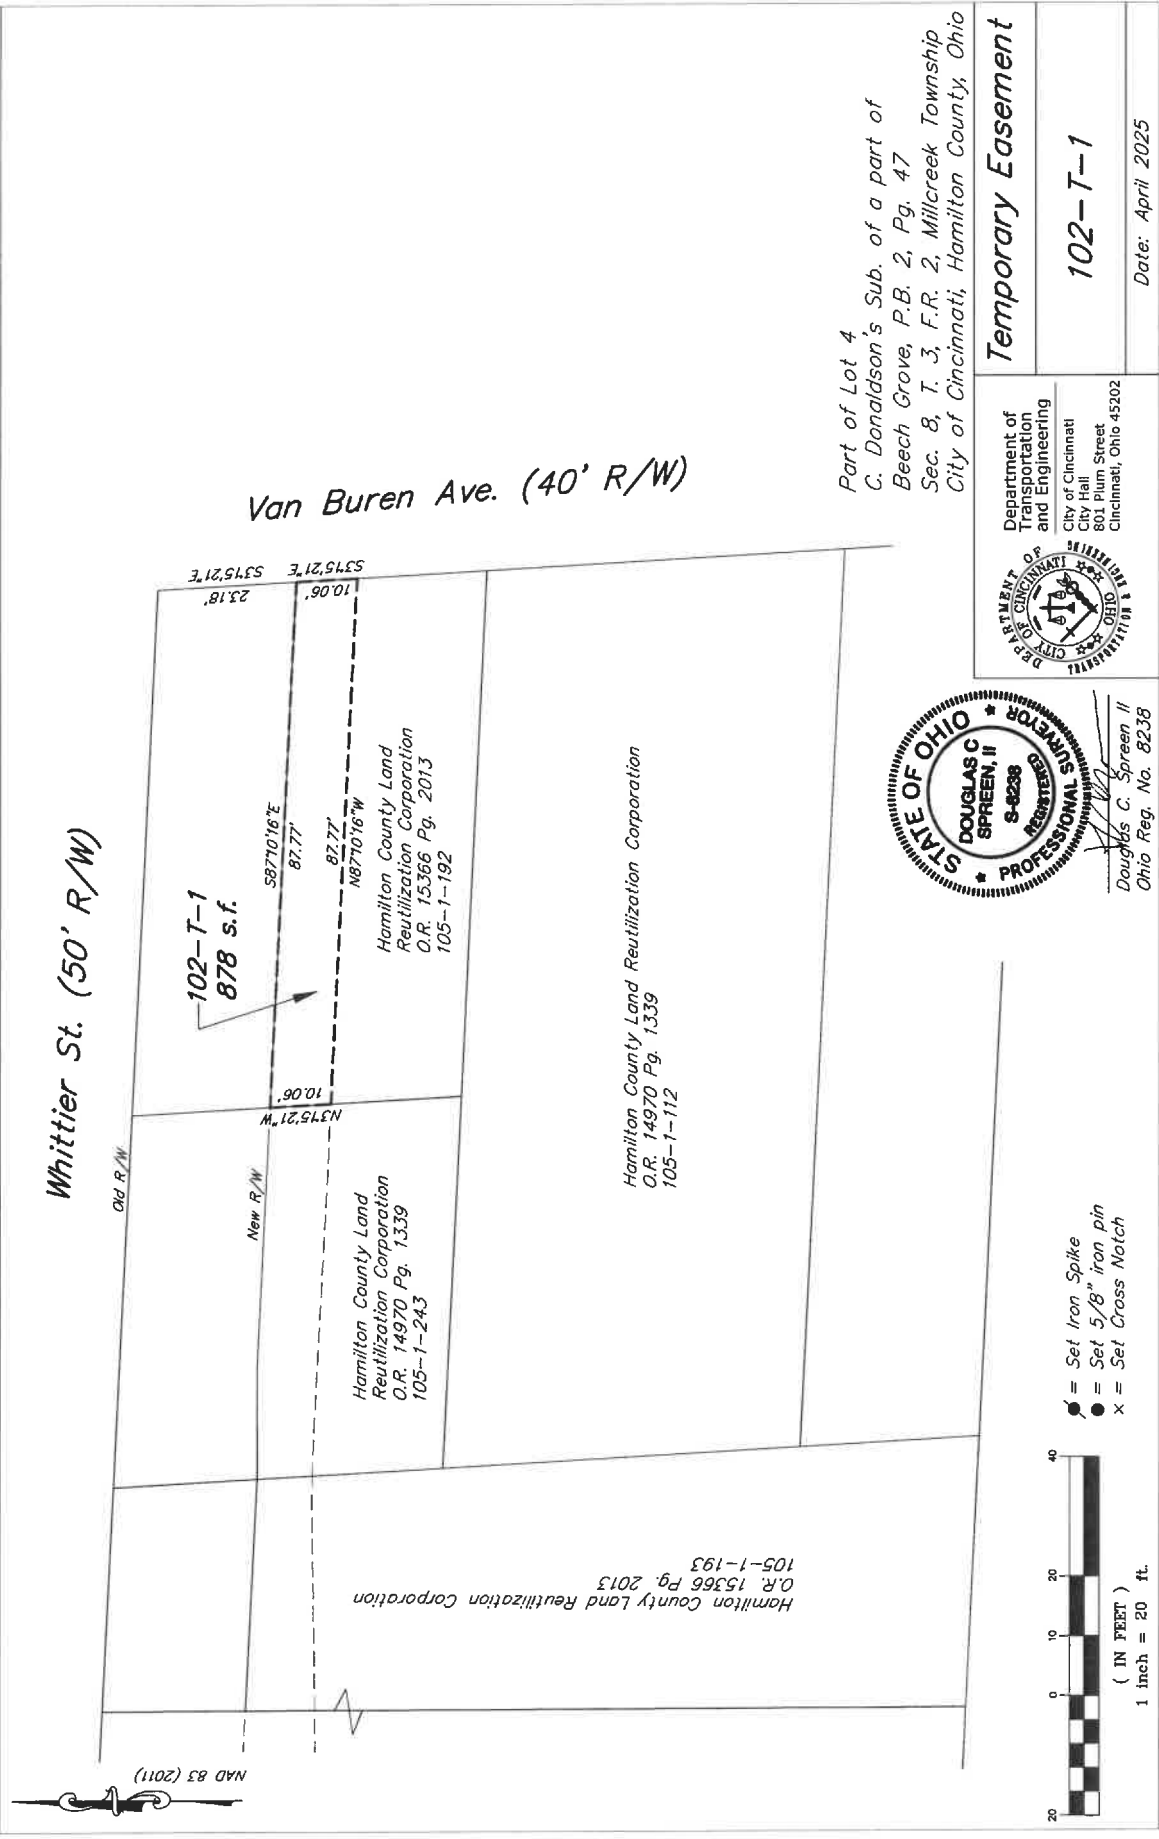 Whittier St. (50' R/W)
Old R/W
New R/W
102-T-1
878 s.f.
S87°10'16"E
87.77'
87.77'
N87°10'16"W
S3°15'21"E
23.18'
S3°15'21"E
10.06'
10.06'
N3°15'21"W
Van Buren Ave. (40' R/W)
Hamilton County Land
Reutilization Corporation
O.R. 15366 Pg. 2013
105-1-192
Hamilton County Land
Reutilization Corporation
O.R. 14970 Pg. 1339
105-1-243
Hamilton County Land Reutilization Corporation
O.R. 14970 Pg. 1339
105-1-112
Hamilton County Land Reutilization Corporation
O.R. 15366 Pg. 2013
105-1-193
NAD 83 (2011)
Part of Lot 4
C. Donaldson's Sub. of a part of
Beech Grove, P.B. 2, Pg. 47
Sec. 8, T. 3, F.R. 2, Millcreek Township
City of Cincinnati, Hamilton County, Ohio
20 0 10 20 40
( IN FEET )
1 inch = 20 ft.
= Set Iron Spike
= Set 5/8" iron pin
x = Set Cross Notch
STATE OF OHIO
DOUGLAS C
SPREEN, II
S-8238
REGISTERED
PROFESSIONAL SURVEYOR
Douglas C. Spreen II
Ohio Reg. No. 8238
DEPARTMENT OF
TRANSPORTATION & ENGINEERING
CITY OF CINCINNATI
OHIO
Department of
Transportation
and Engineering
City of Cincinnati
City Hall
801 Plum Street
Cincinnati, Ohio 45202
Temporary Easement
102-T-1
Date: April 2025